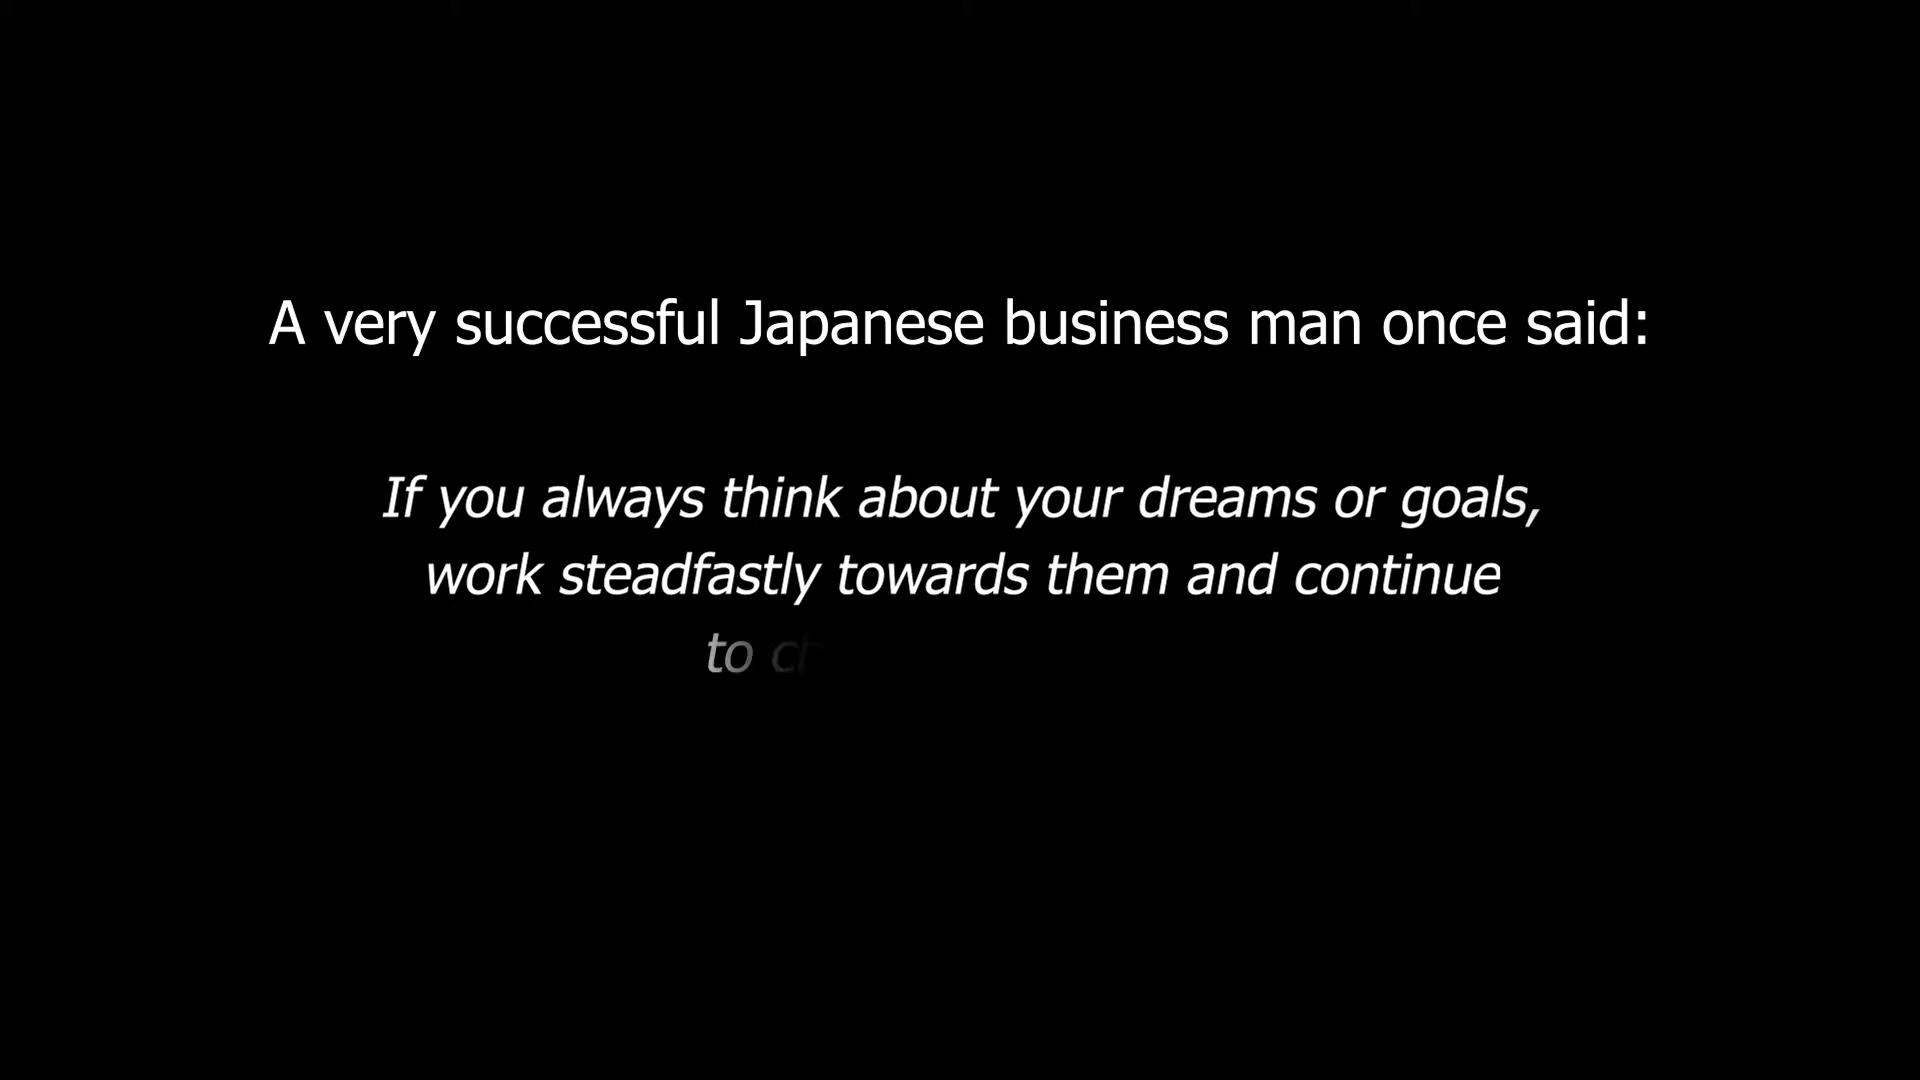 A very successful Japanese business man once said:
If you always think about your dreams or goals,
work steadfastly towards them and continue
to